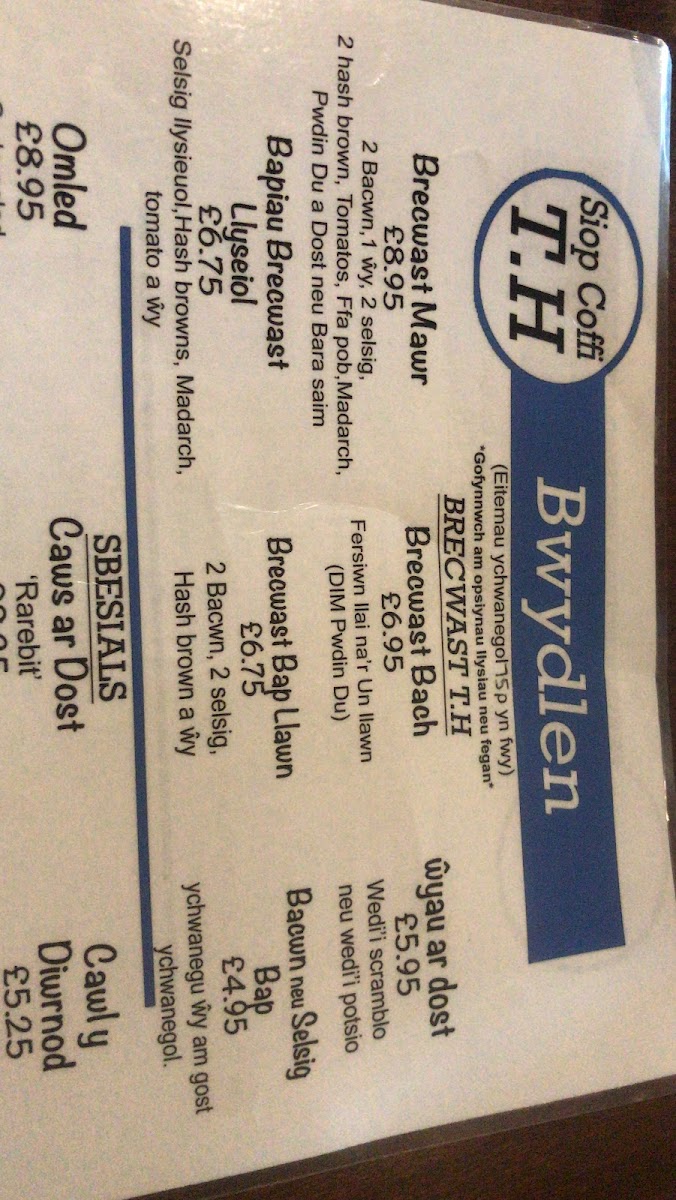 Siop Coffi
T.H
Bwydlen
(Eitemau ychwanegol 75p yn fwy)
*Gofynnwch am opsiynau llysiau neu fegan*
BRECWAST T.H
Brecwast Mawr
£8.95
2 Bacwn,1 ŵy, 2 selsig,
2 hash brown, Tomatos, Ffa pob,Madarch,
Pwdin Du a Dost neu Bara saim
Brecwast Bach
£6.95
Fersiwn llai na'r Un llawn
(DIM Pwdin Du)
ŵyau ar dost
£5.95
Wedi'i scramblo
neu wedi'i potsio
Bapiau Brecwast
Llyseiol
£6.75
Selsig llysieuol,Hash browns, Madarch,
tomato a ŵy
Brecwast Bap Llawn
£6.75
2 Bacwn, 2 selsig,
Hash brown a ŵy
Bacwn neu Selsig
Bap
£4.95
ychwanegu ŵy am gost
ychwanegol.
SBESIALS
Omled
£8.95
Caws ar Dost
'Rarebit'
Cawl y
Diwrnod
£5.25